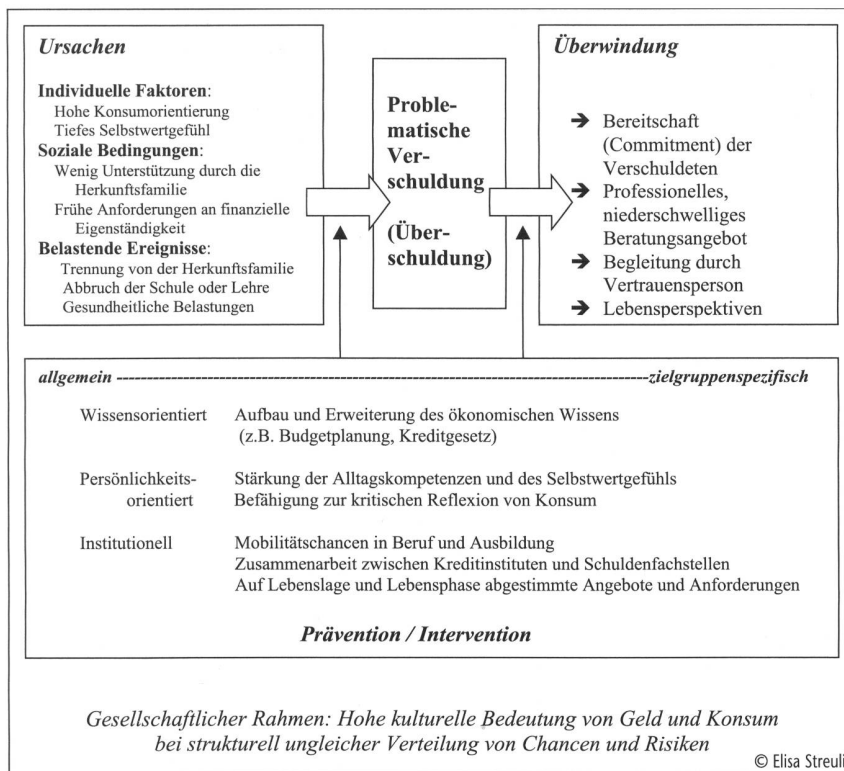 Ursachen
Individuelle Faktoren:
Hohe Konsumorientierung
Tiefes Selbstwertgefühl
Soziale Bedingungen:
Wenig Unterstützung durch die
Herkunftsfamilie
Frühe Anforderungen an finanzielle
Eigenständigkeit
Belastende Ereignisse:
Trennung von der Herkunftsfamilie
Abbruch der Schule oder Lehre
Gesundheitliche Belastungen
Proble-
matische
Ver-
schuldung
(Über-
schuldung)
Überwindung
➔ Bereitschaft
(Commitment) der
Verschuldeten
➔ Professionelles,
niederschwelliges
Beratungsangebot
➔ Begleitung durch
Vertrauensperson
➔ Lebensperspektiven
allgemein ---------------------------------------------------------------------------zielgruppenspezifisch
Wissensorientiert Aufbau und Erweiterung des ökonomischen Wissens
(z.B. Budgetplanung, Kreditgesetz)
Persönlichkeits- Stärkung der Alltagskompetenzen und des Selbstwertgefühls
orientiert Befähigung zur kritischen Reflexion von Konsum
Institutionell Mobilitätschancen in Beruf und Ausbildung
Zusammenarbeit zwischen Kreditinstituten und Schuldenfachstellen
Auf Lebenslage und Lebensphase abgestimmte Angebote und Anforderungen
Prävention / Intervention
Gesellschaftlicher Rahmen: Hohe kulturelle Bedeutung von Geld und Konsum
bei strukturell ungleicher Verteilung von Chancen und Risiken
© Elisa Streuli